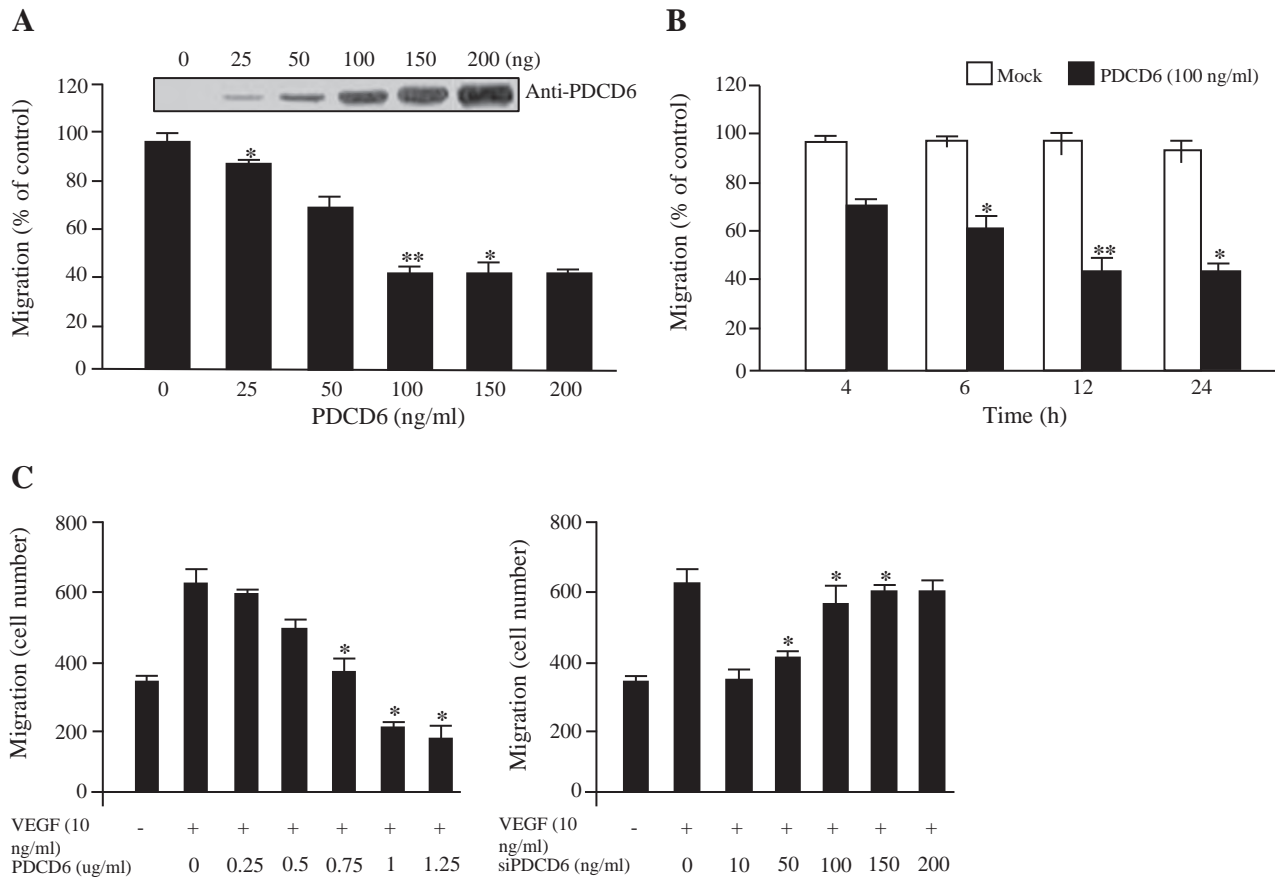 A
0 25 50 100 150 200 (ng)
Anti-PDCD6
Migration (% of control)
120
100
80
60
40
20
0
*
**
*
0 25 50 100 150 200
PDCD6 (ng/ml)
B
Mock
PDCD6 (100 ng/ml)
Migration (% of control)
120
100
80
60
40
20
0
*
**
*
4 6 12 24
Time (h)
C
Migration (cell number)
800
600
400
200
0
*
*
*
VEGF (10 ng/ml)
- + + + + + +
PDCD6 (ug/ml) 0 0.25 0.5 0.75 1 1.25
Migration (cell number)
800
600
400
200
0
*
*
*
VEGF (10 ng/ml)
- + + + + + +
siPDCD6 (ng/ml) 0 10 50 100 150 200